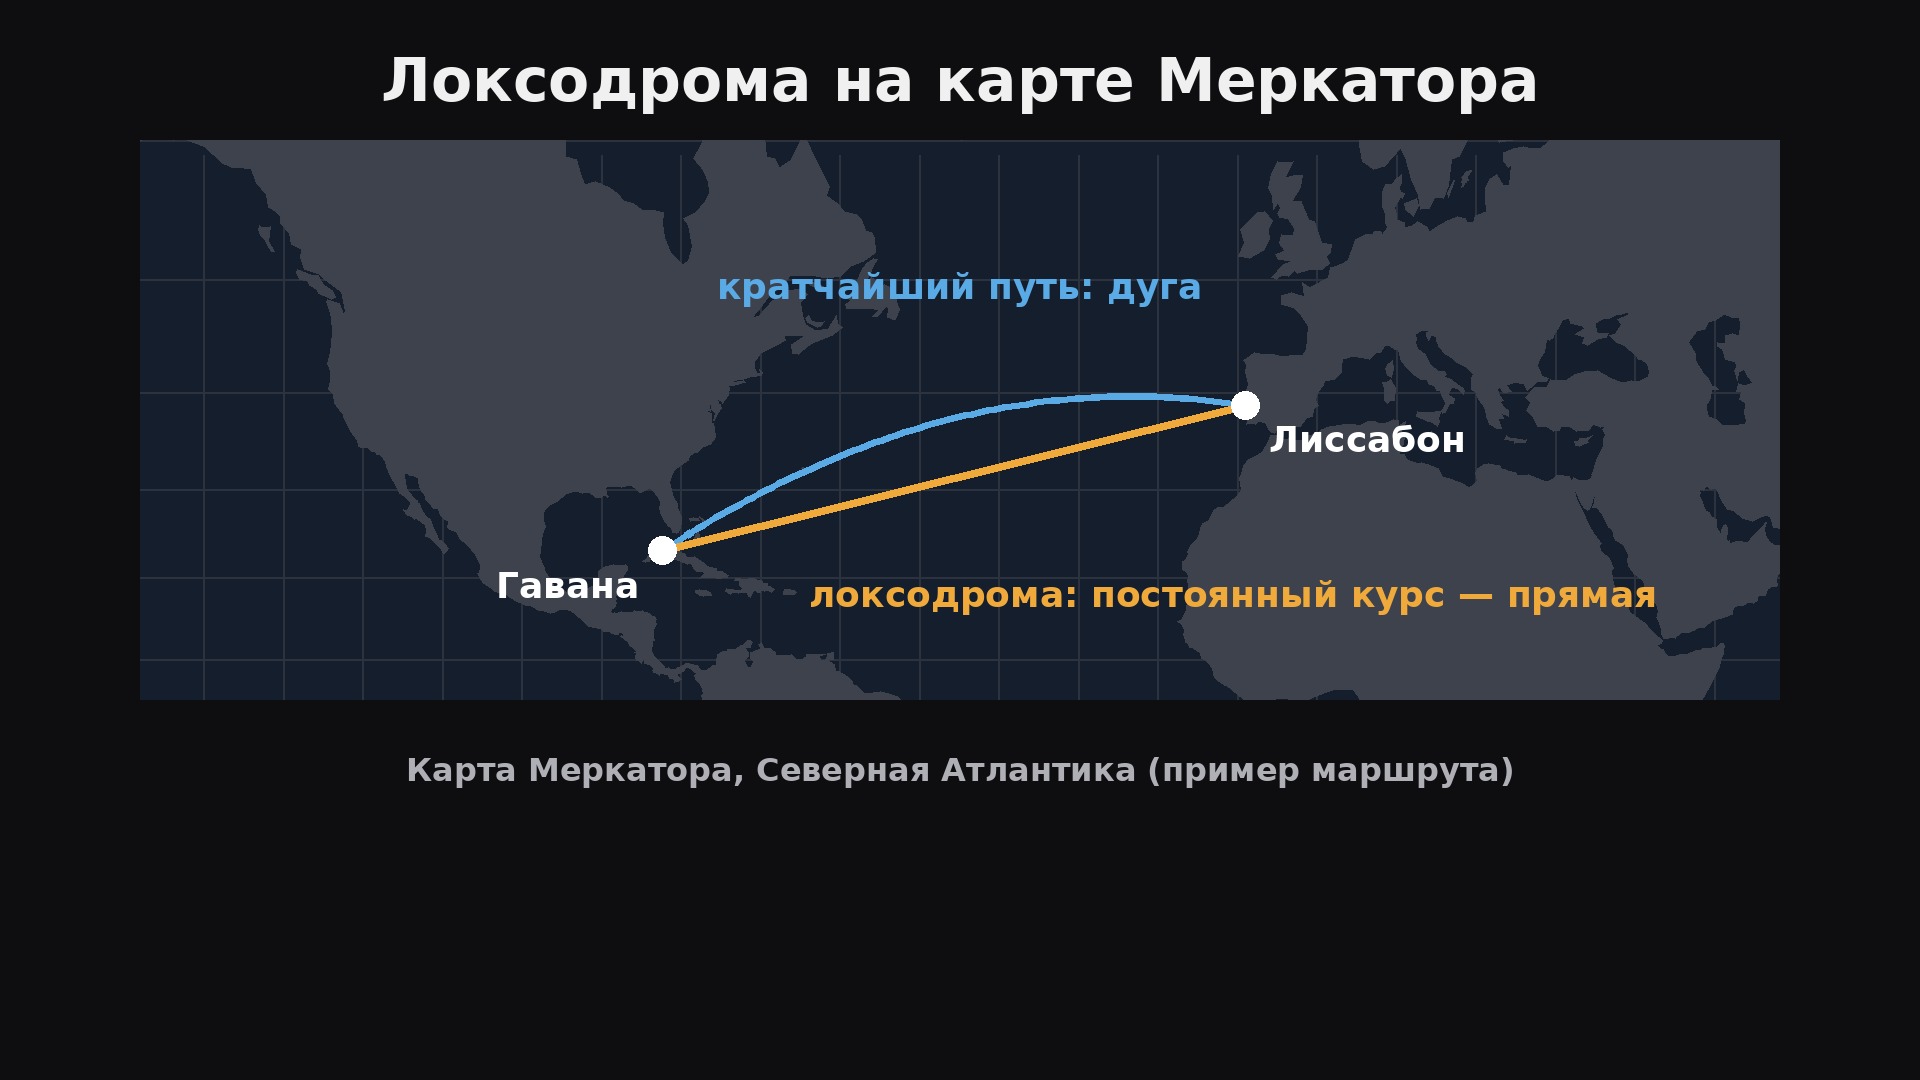 Локсодрома на карте Меркатора
кратчайший путь: дуга
Лиссабон
Гавана
локсодрома: постоянный курс — прямая
Карта Меркатора, Северная Атлантика (пример маршрута)